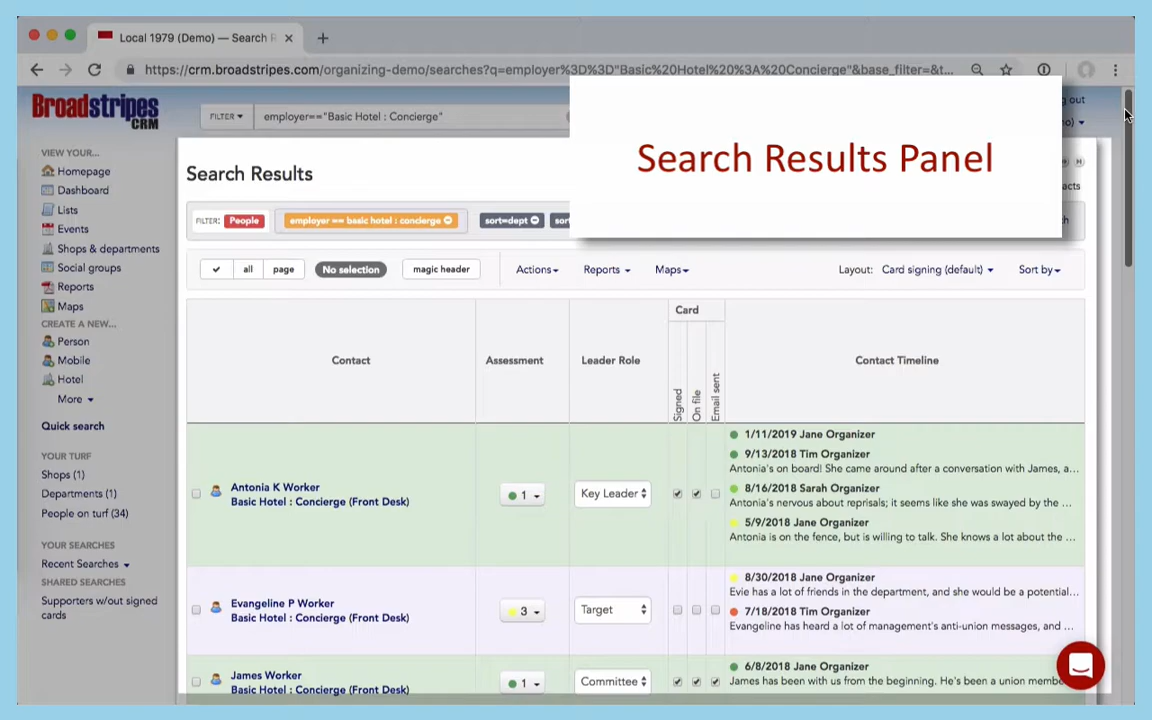 Local 1979 (Demo) — Search
https://crm.broadstripes.com/organizing-demo/searches?q=employer%3D%3D"Basic%20Hotel%20%3A%20Concierge"&base_filter=&t...
Broadstripes
CRM
FILTER
employer=="Basic Hotel : Concierge"
out
Search Results Panel
VIEW YOUR...
Homepage
Dashboard
Lists
Events
Shops & departments
Social groups
Reports
Maps
CREATE A NEW...
Person
Mobile
Hotel
More
Quick search
YOUR TURF
Shops (1)
Departments (1)
People on turf (34)
YOUR SEARCHES
Recent Searches
SHARED SEARCHES
Supporters w/out signed
cards
Search Results
FILTER: People employer == basic hotel : concierge sort=dept
all page No selection magic header Actions Reports Maps Layout: Card signing (default) Sort by
Contact Assessment Leader Role Card Contact Timeline
Signed
On file
Email sent
Antonia K Worker
Basic Hotel : Concierge (Front Desk)
1 Key Leader
1/11/2019 Jane Organizer
9/13/2018 Tim Organizer
Antonia's on board! She came around after a conversation with James, a...
8/16/2018 Sarah Organizer
Antonia's nervous about reprisals; it seems like she was swayed by the ...
5/9/2018 Jane Organizer
Antonia is on the fence, but is willing to talk. She knows a lot about the ...
Evangeline P Worker
Basic Hotel : Concierge (Front Desk)
3 Target
8/30/2018 Jane Organizer
Evie has a lot of friends in the department, and she would be a potential...
7/18/2018 Tim Organizer
Evangeline has heard a lot of management's anti-union messages, and ...
James Worker
Basic Hotel : Concierge (Front Desk)
1 Committee
6/8/2018 Jane Organizer
James has been with us from the beginning. He's been a union